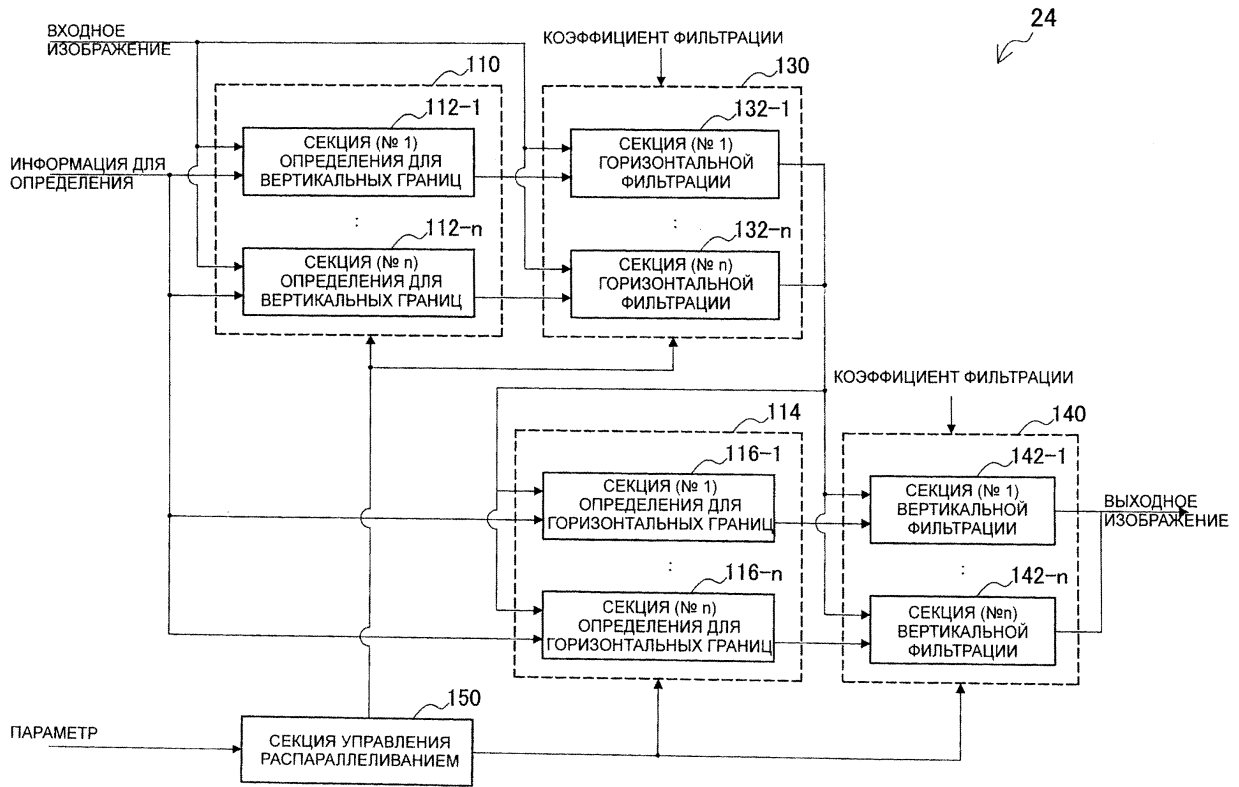 24
ВХОДНОЕ
ИЗОБРАЖЕНИЕ
КОЭФФИЦИЕНТ ФИЛЬТРАЦИИ
110
130
112-1
132-1
СЕКЦИЯ (№ 1)
ОПРЕДЕЛЕНИЯ ДЛЯ
ВЕРТИКАЛЬНЫХ ГРАНИЦ
СЕКЦИЯ (№ 1)
ГОРИЗОНТАЛЬНОЙ
ФИЛЬТРАЦИИ
ИНФОРМАЦИЯ ДЛЯ
ОПРЕДЕЛЕНИЯ
112-n
132-n
СЕКЦИЯ (№ n)
ОПРЕДЕЛЕНИЯ ДЛЯ
ВЕРТИКАЛЬНЫХ ГРАНИЦ
СЕКЦИЯ (№ n)
ГОРИЗОНТАЛЬНОЙ
ФИЛЬТРАЦИИ
КОЭФФИЦИЕНТ ФИЛЬТРАЦИИ
114
140
116-1
142-1
СЕКЦИЯ (№ 1)
ОПРЕДЕЛЕНИЯ ДЛЯ
ГОРИЗОНТАЛЬНЫХ ГРАНИЦ
СЕКЦИЯ (№ 1)
ВЕРТИКАЛЬНОЙ
ФИЛЬТРАЦИИ
ВЫХОДНОЕ
ИЗОБРАЖЕНИЕ
116-n
142-n
СЕКЦИЯ (№ n)
ОПРЕДЕЛЕНИЯ ДЛЯ
ГОРИЗОНТАЛЬНЫХ ГРАНИЦ
СЕКЦИЯ (№n)
ВЕРТИКАЛЬНОЙ
ФИЛЬТРАЦИИ
150
ПАРАМЕТР
СЕКЦИЯ УПРАВЛЕНИЯ
РАСПАРАЛЛЕЛИВАНИЕМ